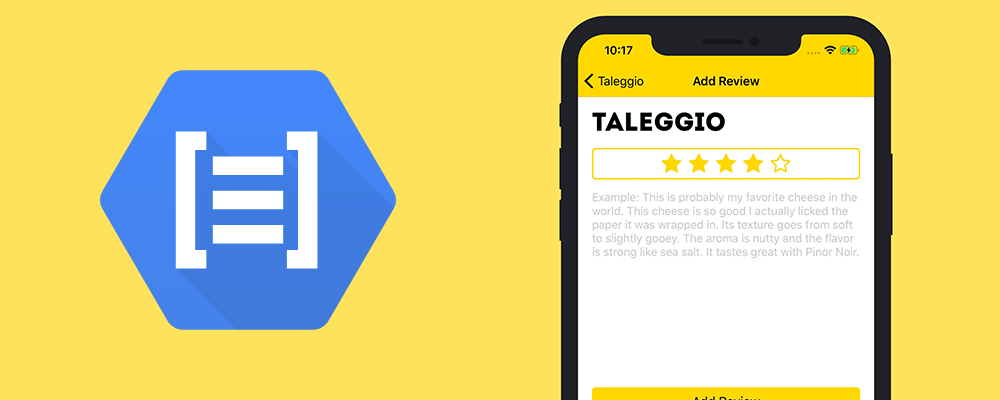 10:17
Taleggio
Add Review
TALEGGIO
Example: This is probably my favorite cheese in the
world. This cheese is so good I actually licked the
paper it was wrapped in. Its texture goes from soft
to slightly gooey. The aroma is nutty and the flavor
is strong like sea salt. It tastes great with Pinor Noir.
Add Review